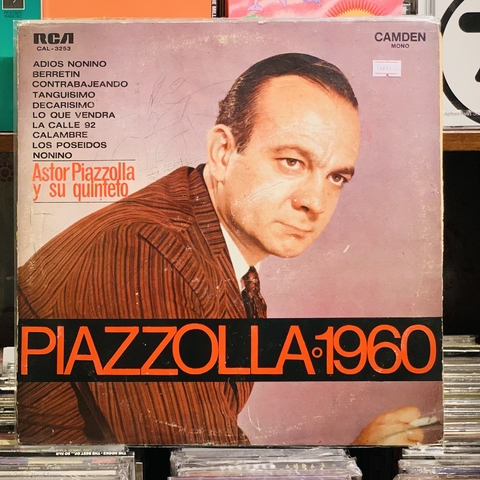 RCA
CAL-3253
CAMDEN
MONO
ADIOS NONINO
BERRETIN
CONTRABAJEANDO
TANGUISIMO
DECARISIMO
LO QUE VENDRA
LA CALLE 92
CALAMBRE
LOS POSEIDOS
NONINO
Astor Piazzolla
y su quinteto
PIAZZOLLA·1960